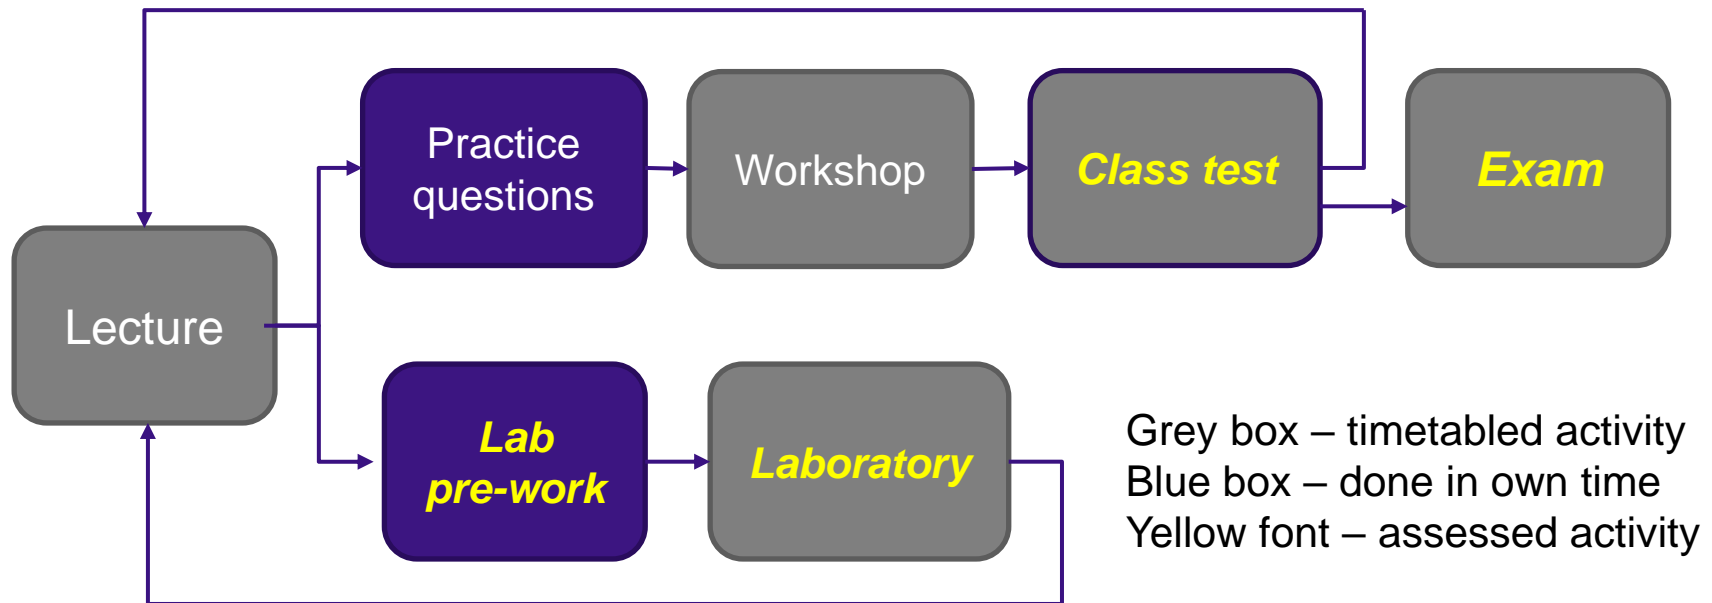 Practice
questions
Workshop
Class test
Exam
Lecture
Lab
pre-work
Laboratory
Grey box – timetabled activity
Blue box – done in own time
Yellow font – assessed activity